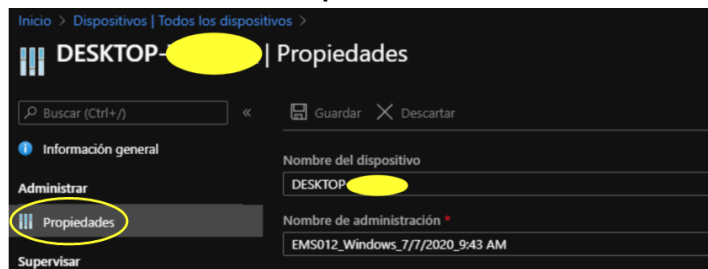 Inicio > Dispositivos | Todos los dispositivos >
DESKTOP- | Propiedades
Buscar (Ctrl+/) «
Guardar Descartar
Información general
Nombre del dispositivo
DESKTOP
Administrar
Propiedades
Nombre de administración *
EMS012_Windows_7/7/2020_9:43 AM
Supervisar